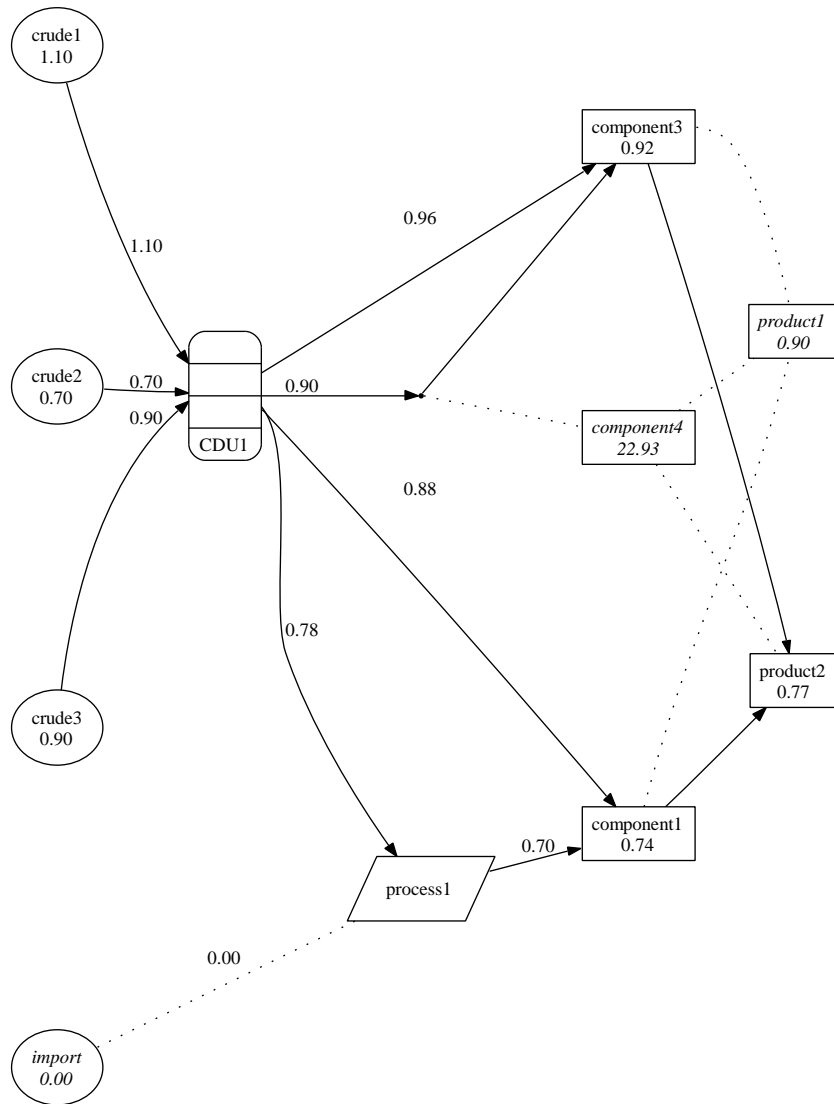 crude1
1.10
component3
0.92
0.96
1.10
product1
0.90
crude2
0.70
0.70
0.90
0.90
CDU1
component4
22.93
0.88
0.78
product2
0.77
crude3
0.90
component1
0.74
0.70
process1
0.00
import
0.00